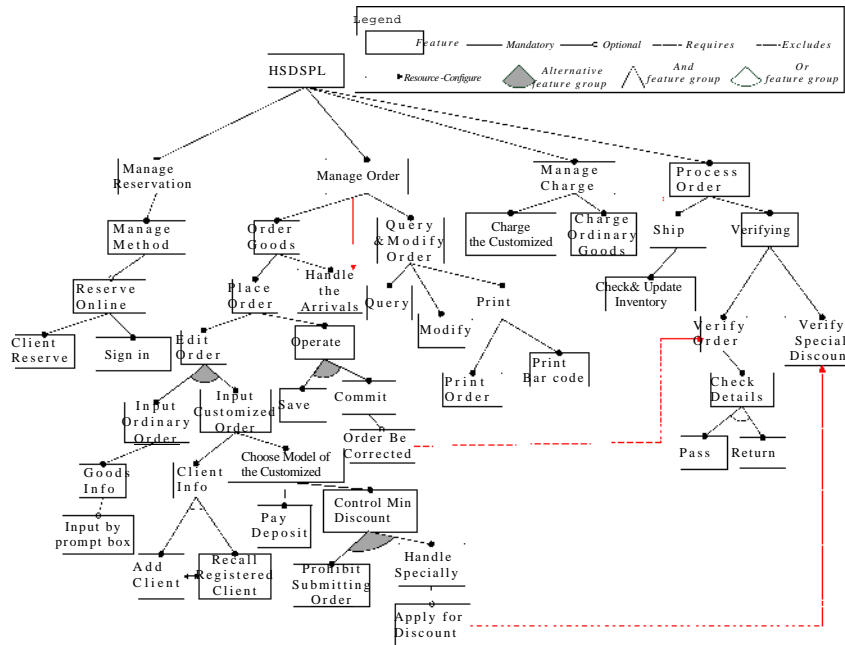 Legend
Feature
Mandatory
Optional
Requires
Excludes
Resource-Configure
Alternative
feature group
And
feature group
Or
feature group
HSDSPL
Manage
Reservation
Manage Order
Manage
Charge
Process
Order
Manage
Method
Order
Goods
Query
&Modify
Order
Charge
the Customized
Charge
Ordinary
Goods
Ship
Verifying
Reserve
Online
Place
Order
Handle
the
Arrivals
Query
Modify
Print
Check& Update
Inventory
Client
Reserve
Sign in
Edit
Order
Operate
Verify
Order
Verify
Special
Discoun
Print
Order
Print
Bar code
Check
Details
Input
Ordinary
Order
Input
Customized
Order
Save
Commit
Order Be
Corrected
Pass
Return
Goods
Info
Client
Info
Choose Model of
the Customized
Input by
prompt box
Pay
Deposit
Control Min
Discount
Add
Client
Recall
Registered
Client
Prohibit
Submitting
Order
Handle
Specially
Apply for
Discount